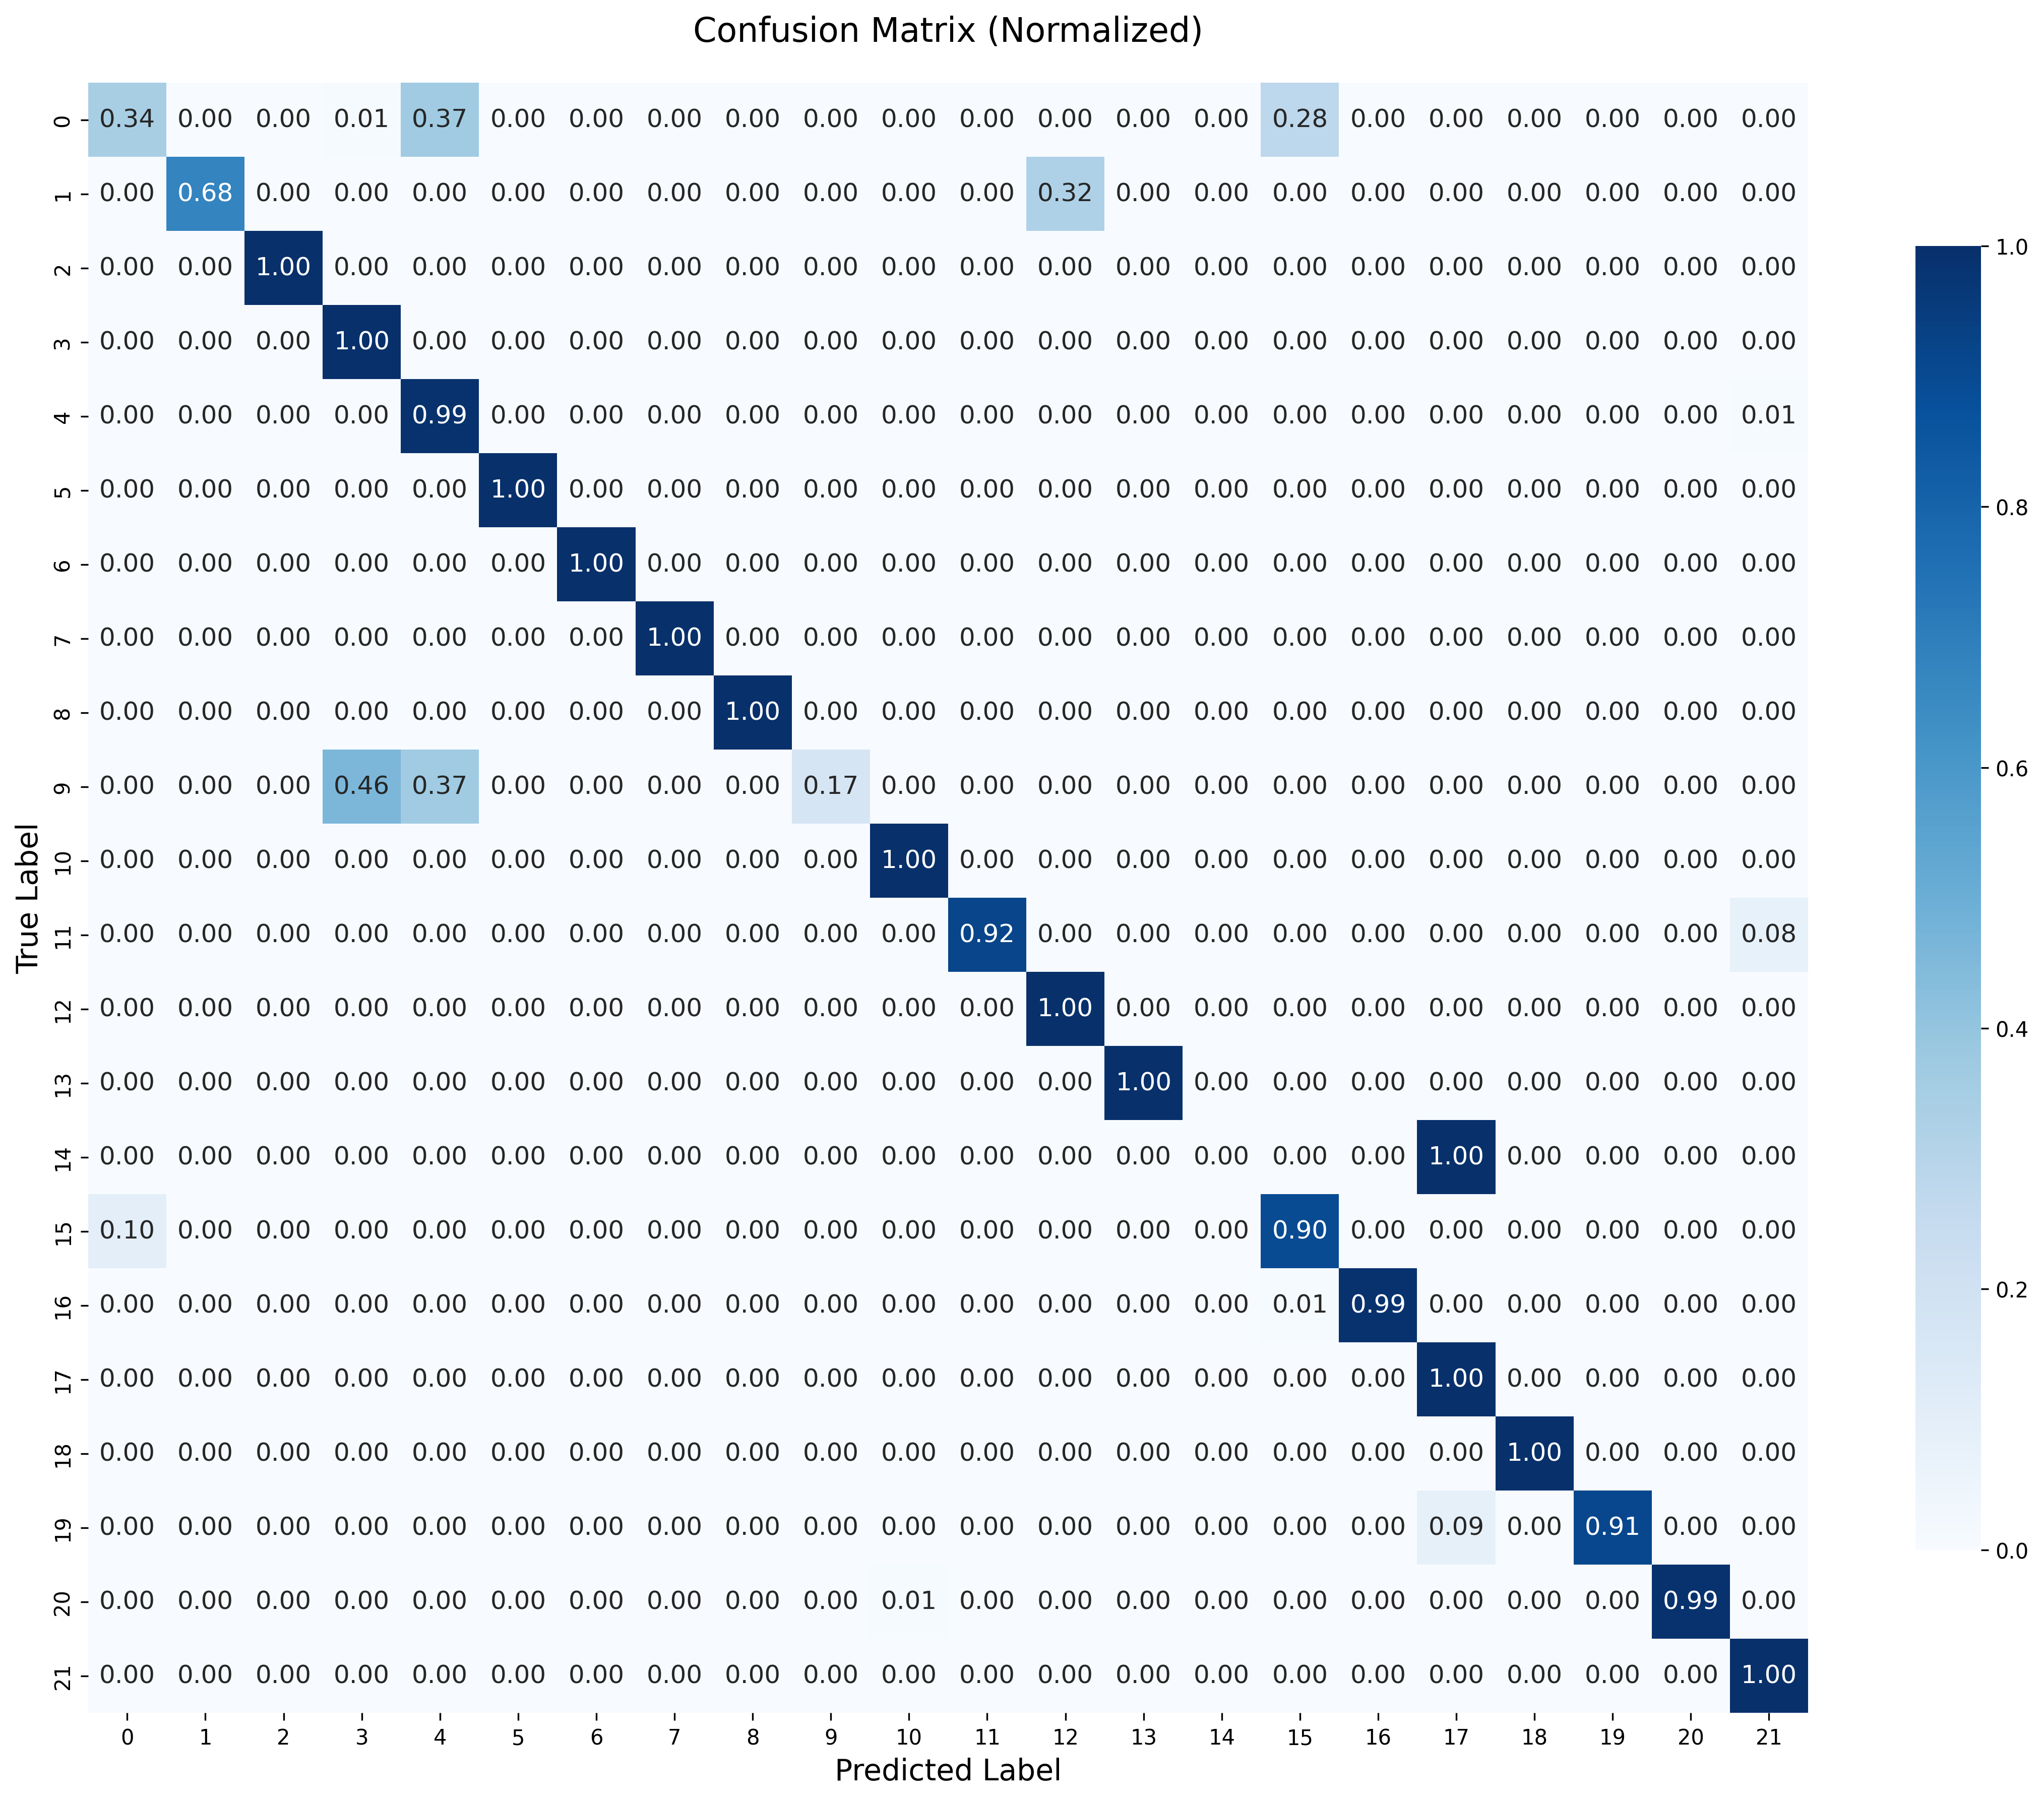 Confusion Matrix (Normalized)
0 0.34 0.00 0.00 0.01 0.37 0.00 0.00 0.00 0.00 0.00 0.00 0.00 0.00 0.00 0.00 0.28 0.00 0.00 0.00 0.00 0.00 0.00
1 0.00 0.68 0.00 0.00 0.00 0.00 0.00 0.00 0.00 0.00 0.00 0.00 0.32 0.00 0.00 0.00 0.00 0.00 0.00 0.00 0.00 0.00
2 0.00 0.00 1.00 0.00 0.00 0.00 0.00 0.00 0.00 0.00 0.00 0.00 0.00 0.00 0.00 0.00 0.00 0.00 0.00 0.00 0.00 0.00
3 0.00 0.00 0.00 1.00 0.00 0.00 0.00 0.00 0.00 0.00 0.00 0.00 0.00 0.00 0.00 0.00 0.00 0.00 0.00 0.00 0.00 0.00
4 0.00 0.00 0.00 0.00 0.99 0.00 0.00 0.00 0.00 0.00 0.00 0.00 0.00 0.00 0.00 0.00 0.00 0.00 0.00 0.00 0.00 0.01
5 0.00 0.00 0.00 0.00 0.00 1.00 0.00 0.00 0.00 0.00 0.00 0.00 0.00 0.00 0.00 0.00 0.00 0.00 0.00 0.00 0.00 0.00
6 0.00 0.00 0.00 0.00 0.00 0.00 1.00 0.00 0.00 0.00 0.00 0.00 0.00 0.00 0.00 0.00 0.00 0.00 0.00 0.00 0.00 0.00
7 0.00 0.00 0.00 0.00 0.00 0.00 0.00 1.00 0.00 0.00 0.00 0.00 0.00 0.00 0.00 0.00 0.00 0.00 0.00 0.00 0.00 0.00
8 0.00 0.00 0.00 0.00 0.00 0.00 0.00 0.00 1.00 0.00 0.00 0.00 0.00 0.00 0.00 0.00 0.00 0.00 0.00 0.00 0.00 0.00
9 0.00 0.00 0.00 0.46 0.37 0.00 0.00 0.00 0.00 0.17 0.00 0.00 0.00 0.00 0.00 0.00 0.00 0.00 0.00 0.00 0.00 0.00
10 0.00 0.00 0.00 0.00 0.00 0.00 0.00 0.00 0.00 0.00 1.00 0.00 0.00 0.00 0.00 0.00 0.00 0.00 0.00 0.00 0.00 0.00
11 0.00 0.00 0.00 0.00 0.00 0.00 0.00 0.00 0.00 0.00 0.00 0.92 0.00 0.00 0.00 0.00 0.00 0.00 0.00 0.00 0.00 0.08
12 0.00 0.00 0.00 0.00 0.00 0.00 0.00 0.00 0.00 0.00 0.00 0.00 1.00 0.00 0.00 0.00 0.00 0.00 0.00 0.00 0.00 0.00
13 0.00 0.00 0.00 0.00 0.00 0.00 0.00 0.00 0.00 0.00 0.00 0.00 0.00 1.00 0.00 0.00 0.00 0.00 0.00 0.00 0.00 0.00
14 0.00 0.00 0.00 0.00 0.00 0.00 0.00 0.00 0.00 0.00 0.00 0.00 0.00 0.00 0.00 0.00 0.00 1.00 0.00 0.00 0.00 0.00
15 0.10 0.00 0.00 0.00 0.00 0.00 0.00 0.00 0.00 0.00 0.00 0.00 0.00 0.00 0.00 0.90 0.00 0.00 0.00 0.00 0.00 0.00
16 0.00 0.00 0.00 0.00 0.00 0.00 0.00 0.00 0.00 0.00 0.00 0.00 0.00 0.00 0.00 0.01 0.99 0.00 0.00 0.00 0.00 0.00
17 0.00 0.00 0.00 0.00 0.00 0.00 0.00 0.00 0.00 0.00 0.00 0.00 0.00 0.00 0.00 0.00 0.00 1.00 0.00 0.00 0.00 0.00
18 0.00 0.00 0.00 0.00 0.00 0.00 0.00 0.00 0.00 0.00 0.00 0.00 0.00 0.00 0.00 0.00 0.00 0.00 1.00 0.00 0.00 0.00
19 0.00 0.00 0.00 0.00 0.00 0.00 0.00 0.00 0.00 0.00 0.00 0.00 0.00 0.00 0.00 0.00 0.00 0.09 0.00 0.91 0.00 0.00
20 0.00 0.00 0.00 0.00 0.00 0.00 0.00 0.00 0.00 0.00 0.01 0.00 0.00 0.00 0.00 0.00 0.00 0.00 0.00 0.00 0.99 0.00
21 0.00 0.00 0.00 0.00 0.00 0.00 0.00 0.00 0.00 0.00 0.00 0.00 0.00 0.00 0.00 0.00 0.00 0.00 0.00 0.00 0.00 1.00
0 1 2 3 4 5 6 7 8 9 10 11 12 13 14 15 16 17 18 19 20 21
Predicted Label
True Label
1.0
0.8
0.6
0.4
0.2
0.0